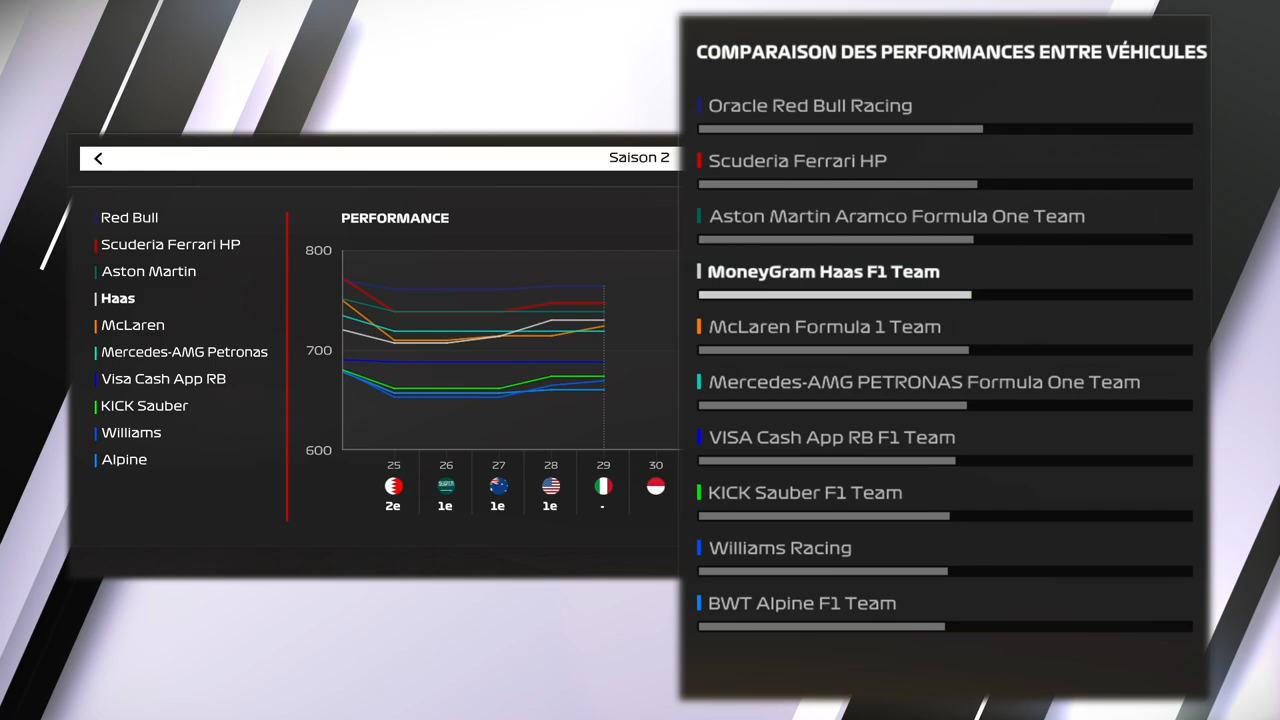 Saison 2
Red Bull
Scuderia Ferrari HP
Aston Martin
Haas
McLaren
Mercedes-AMG Petronas
Visa Cash App RB
KICK Sauber
Williams
Alpine
PERFORMANCE
800
700
600
25 26 27 28 29 30
2e 1e 1e 1e -
COMPARAISON DES PERFORMANCES ENTRE VÉHICULES
Oracle Red Bull Racing
Scuderia Ferrari HP
Aston Martin Aramco Formula One Team
MoneyGram Haas F1 Team
McLaren Formula 1 Team
Mercedes-AMG PETRONAS Formula One Team
VISA Cash App RB F1 Team
KICK Sauber F1 Team
Williams Racing
BWT Alpine F1 Team